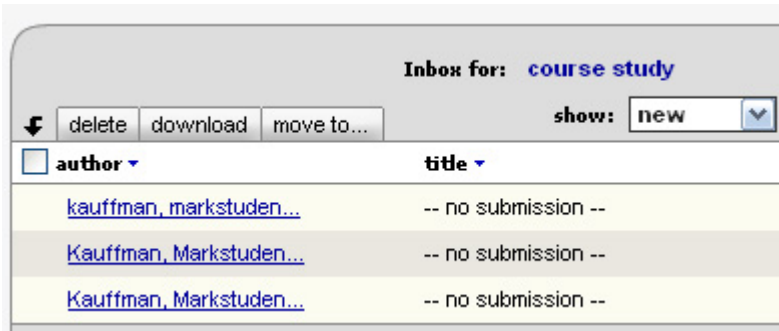 Inbox for: course study
delete download move to... show: new
author title
kauffman, markstuden... -- no submission --
Kauffman, Markstuden... -- no submission --
Kauffman, Markstuden... -- no submission --